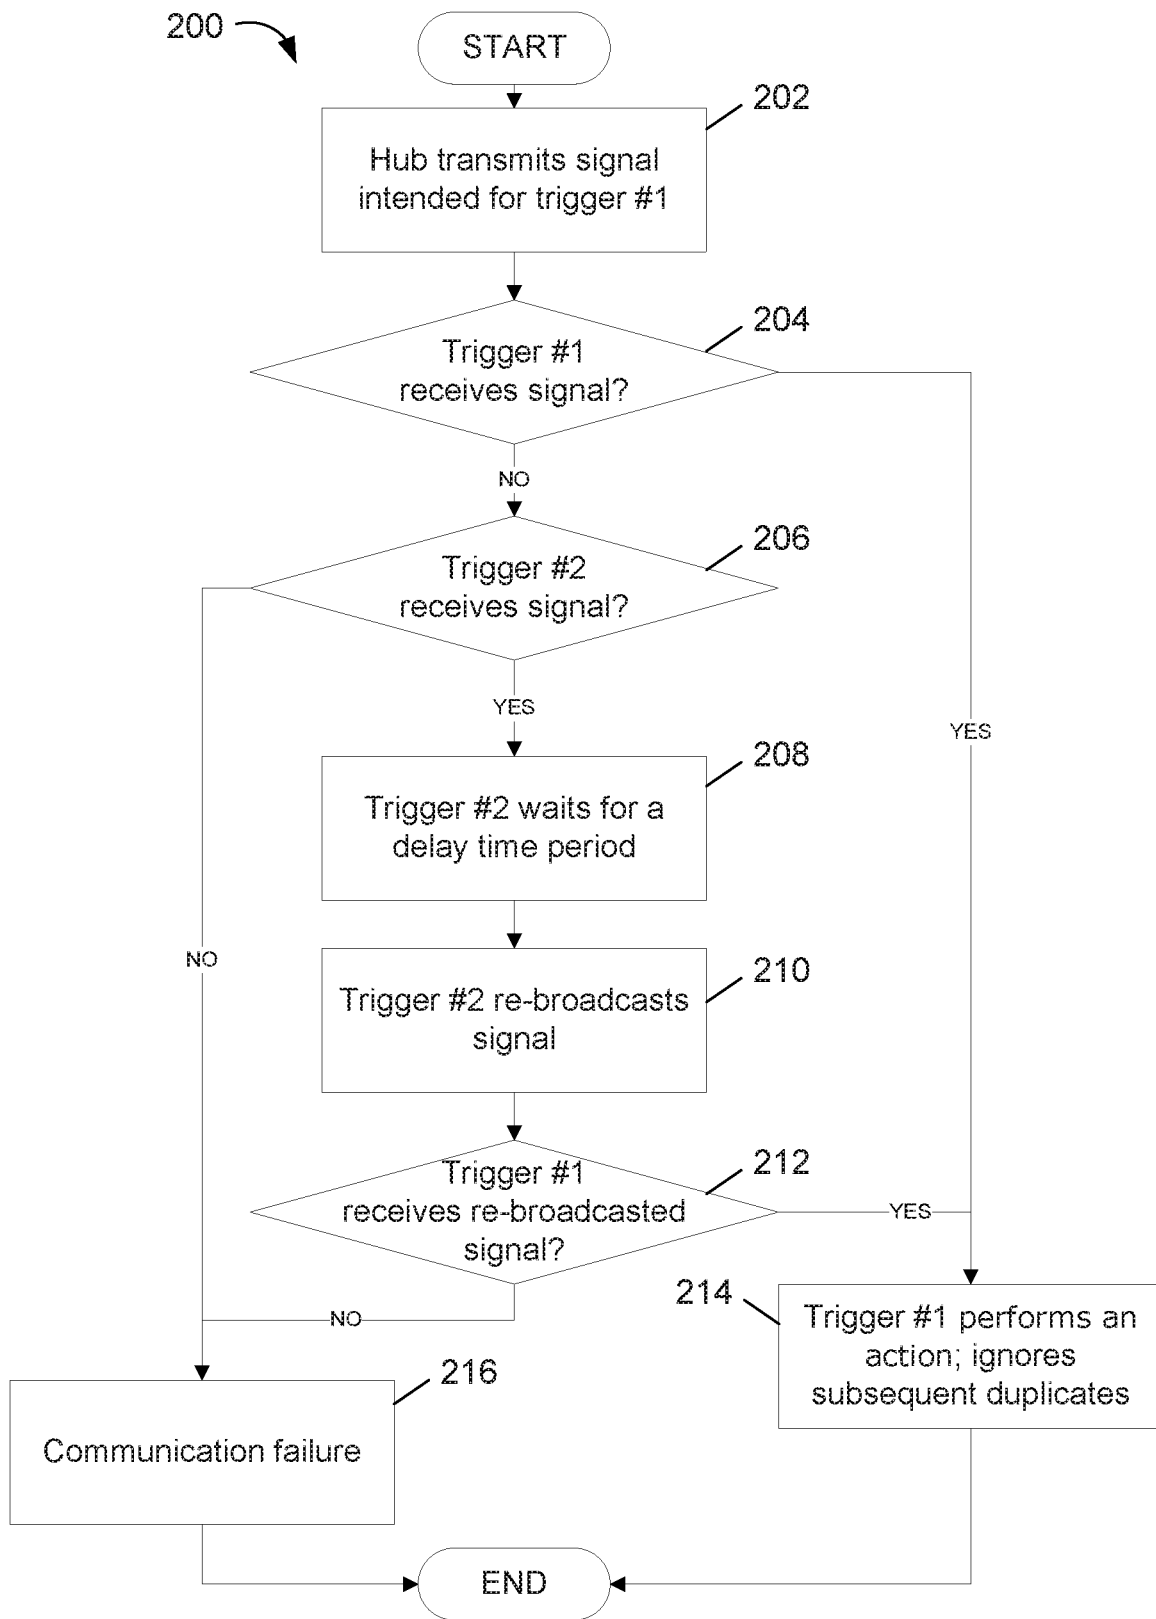 200
START
202
Hub transmits signal
intended for trigger #1
204
Trigger #1
receives signal?
NO
206
Trigger #2
receives signal?
YES
YES
208
Trigger #2 waits for a
delay time period
NO
210
Trigger #2 re-broadcasts
signal
212
Trigger #1
receives re-broadcasted
signal?
YES
214
Trigger #1 performs an
action; ignores
subsequent duplicates
NO
216
Communication failure
END